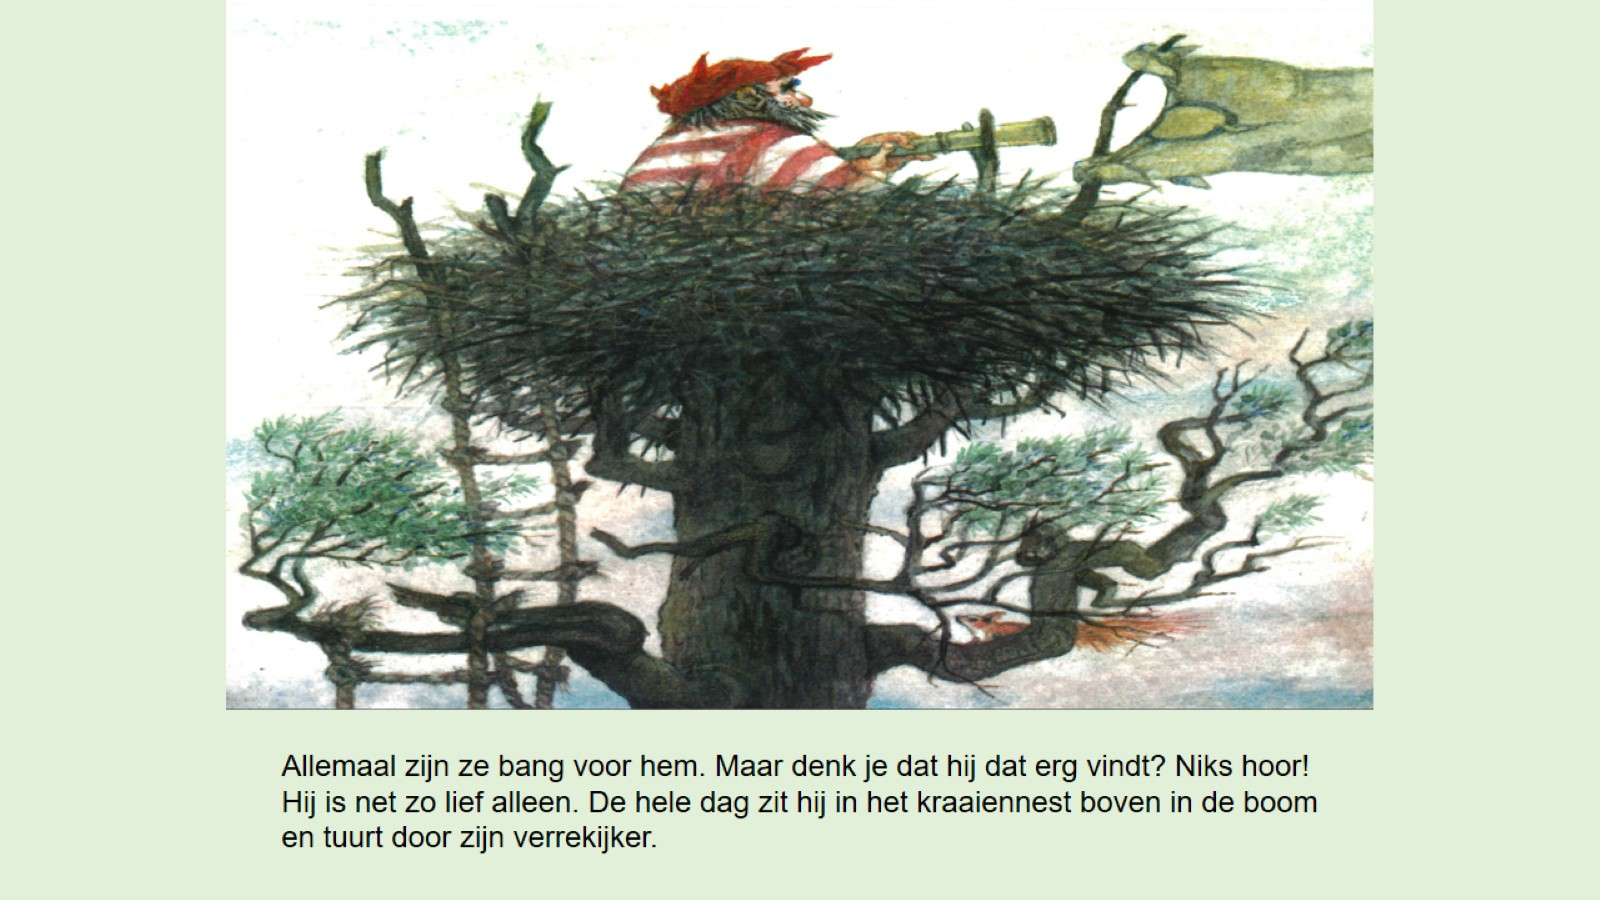 Allemaal zijn ze bang voor hem. Maar denk je dat hij dat erg vindt? Niks hoor!
Hij is net zo lief alleen. De hele dag zit hij in het kraaiennest boven in de boom
en tuurt door zijn verrekijker.